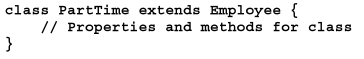 class PartTime extends Employee {
    // Properties and methods for class
}